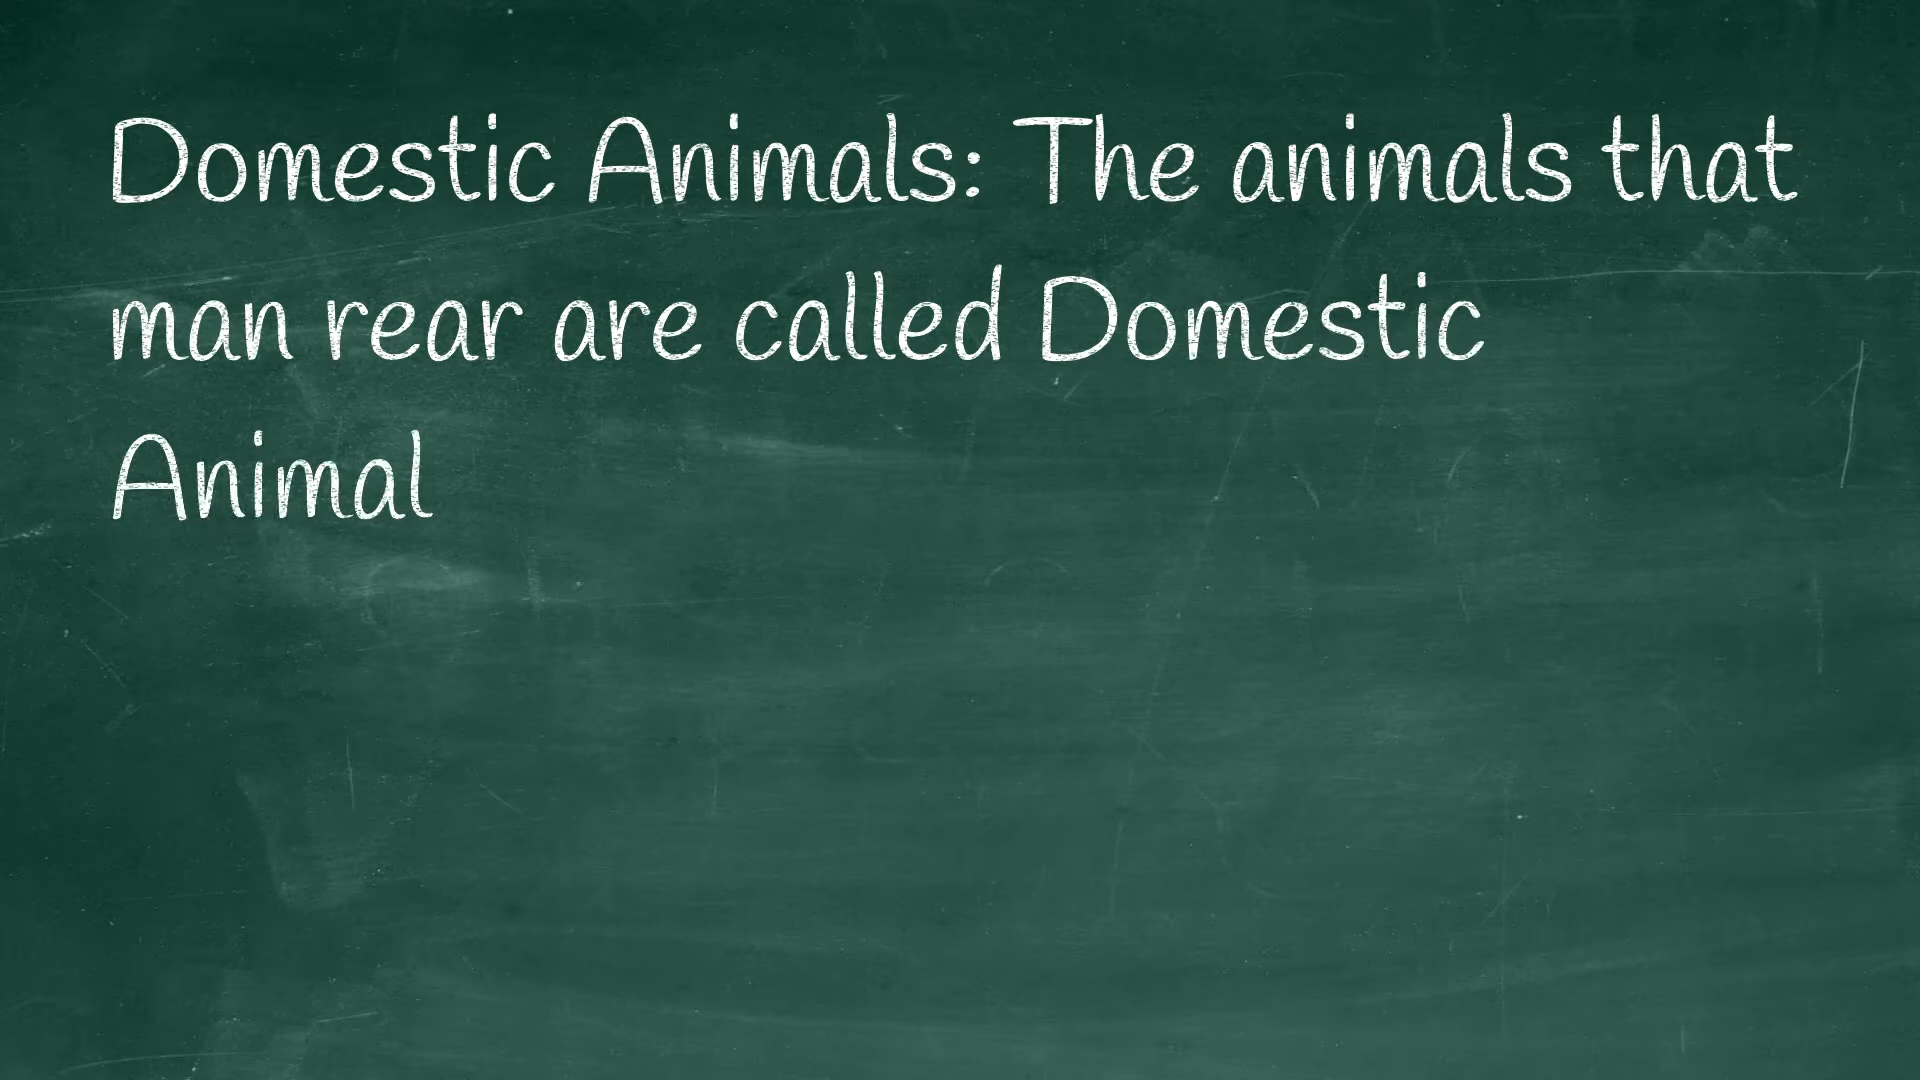 Domestic Animals: The animals that
man rear are called Domestic
Animal